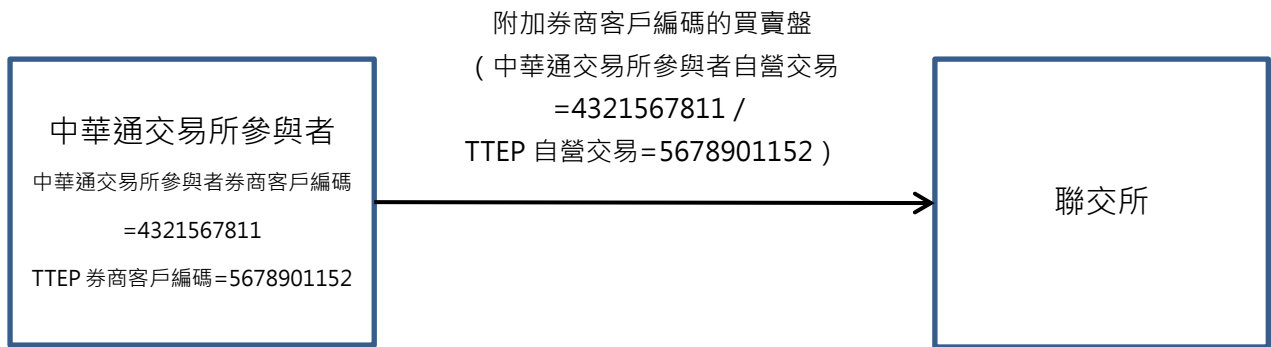 附加券商客戶編碼的買賣盤
（中華通交易所參與者自營交易
=4321567811 /
TTEP 自營交易=5678901152）
中華通交易所參與者
中華通交易所參與者券商客戶編碼
=4321567811
TTEP 券商客戶編碼=5678901152
聯交所